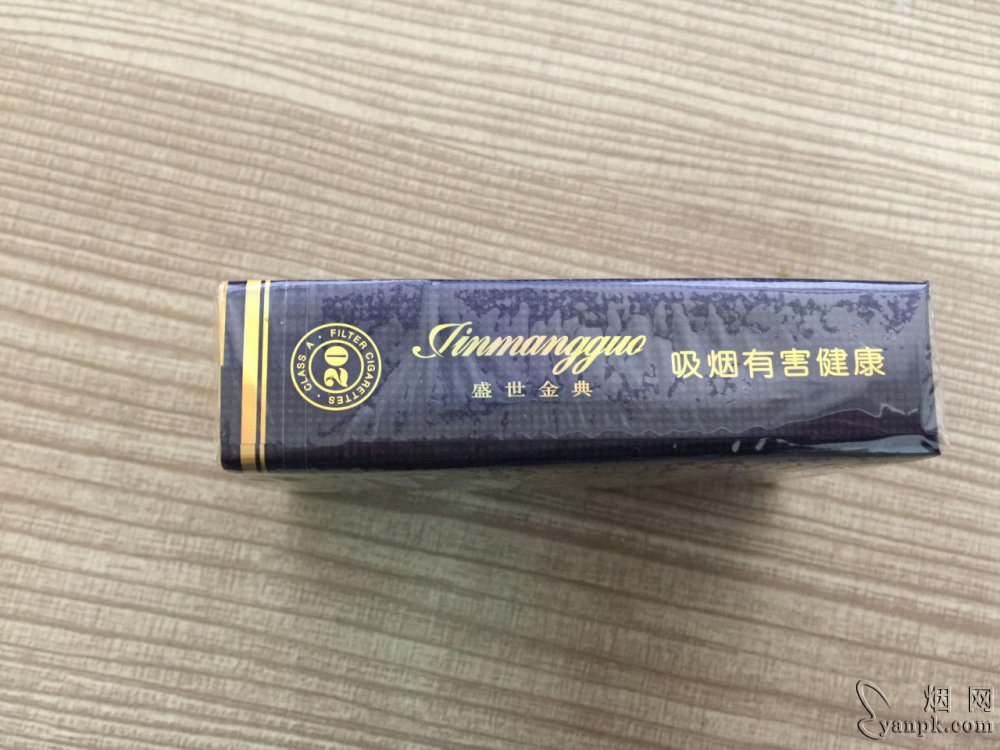 CLASS A · FILTER CIGARETTES ·
20
Jinmangguo
盛世金典
吸烟有害健康
烟网
yanpk.com